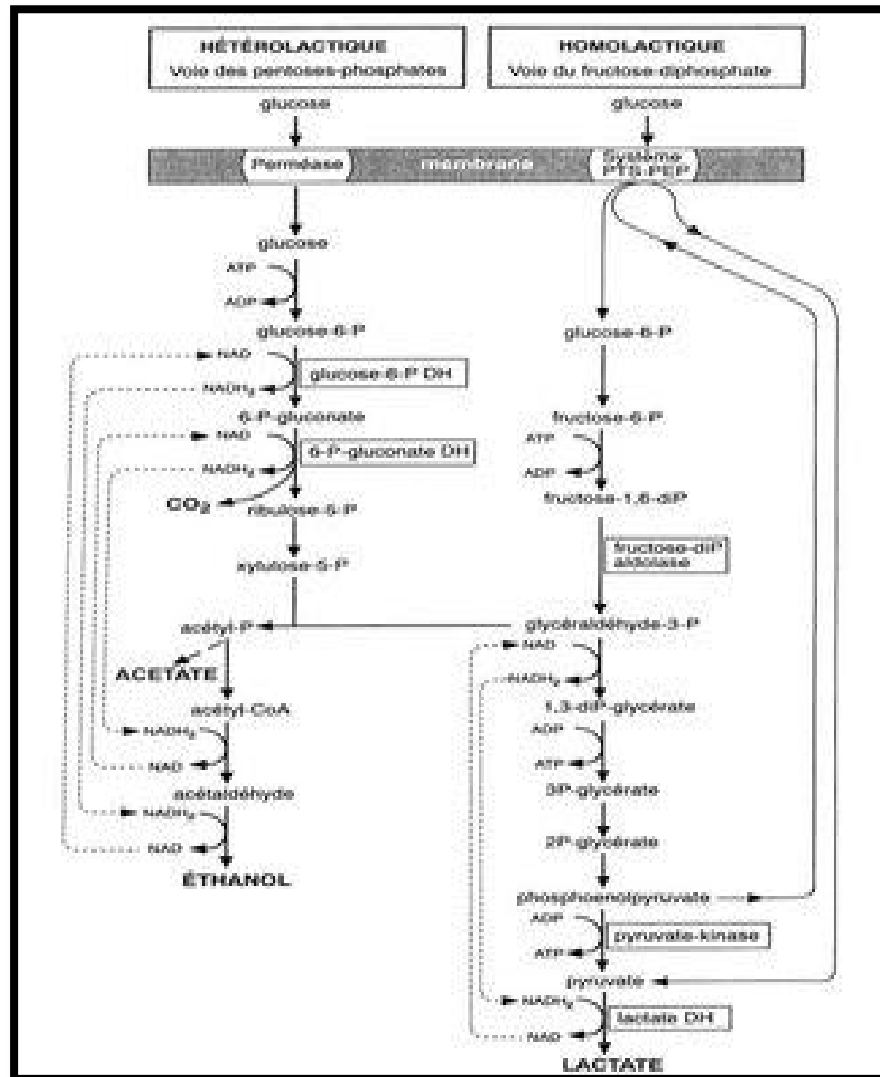 HÉTÉROLACTIQUE
Voie des pentoses-phosphates
glucose
Perméase
glucose
ATP
ADP
glucose-6-P
NAD
NADH₂
glucose-6-P DH
6-P-gluconate
NAD
NADH₂
6-P-gluconate DH
CO₂
ribulose-5-P
xylulose-5-P
acétyl-P
ACETATE
acétyl-CoA
NADH₂
NAD
acétaldéhyde
NADH₂
NAD
ÉTHANOL
membrane
HOMOLACTIQUE
Voie du fructose-diphosphate
glucose
Système
PTS-PEP
glucose-6-P
fructose-6-P
ATP
ADP
fructose-1,6-diP
fructose-diP
aldolase
glycéraldéhyde-3-P
NAD
NADH₂
1,3-diP-glycérate
ADP
ATP
3P-glycérate
2P-glycérate
phosphoenolpyruvate
ADP
ATP
pyruvate-kinase
pyruvate
NADH₂
NAD
lactate DH
LACTATE